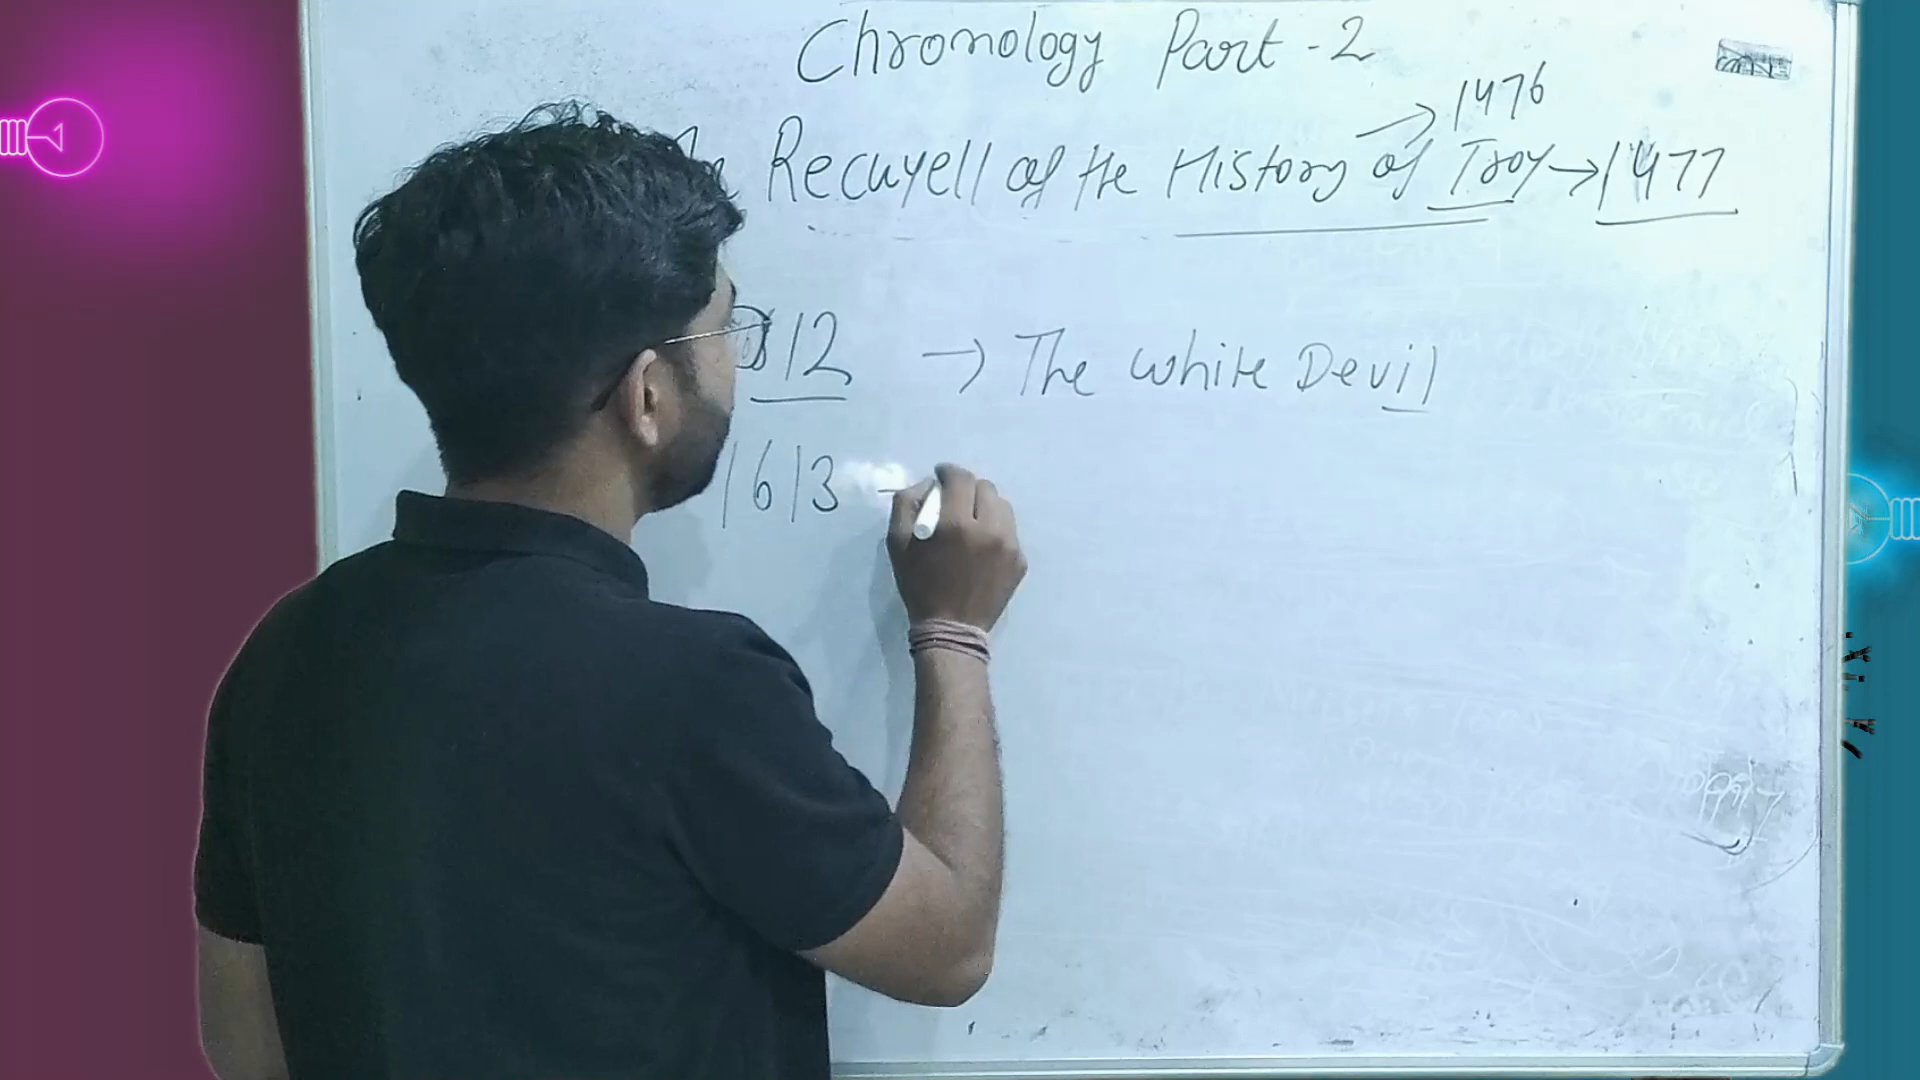 Chronology Part - 2
→ 1476
Recuyell of the History of Troy → 1477
12 → The White Devil
1613 -